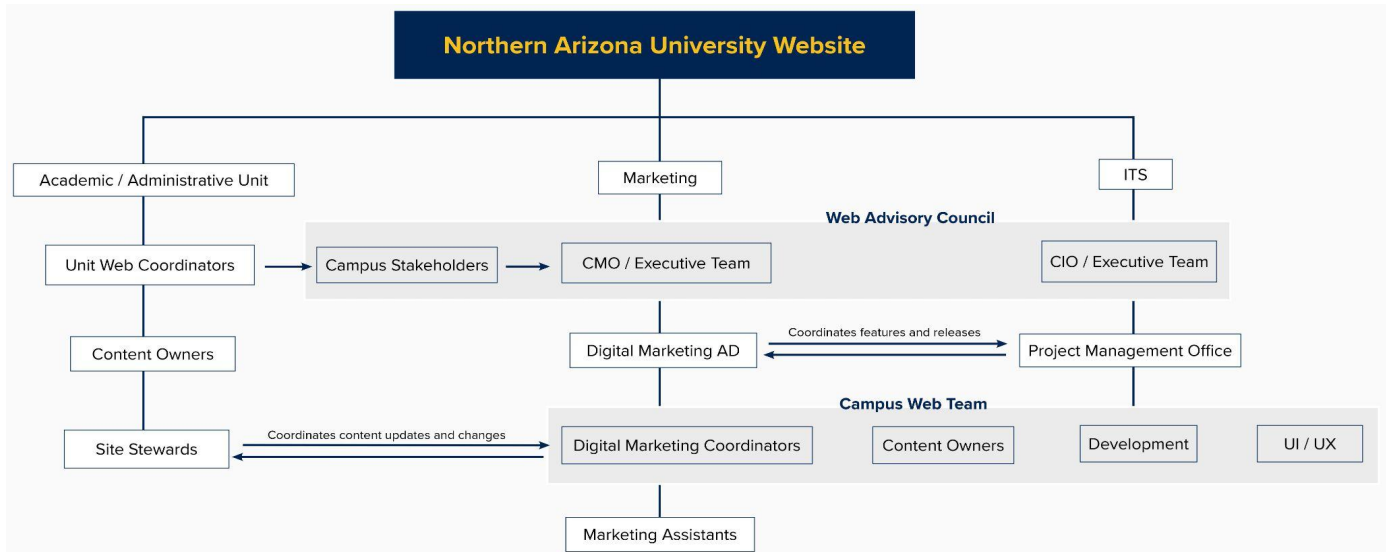 Northern Arizona University Website
Academic / Administrative Unit
Marketing
ITS
Web Advisory Council
Unit Web Coordinators
Campus Stakeholders
CMO / Executive Team
CIO / Executive Team
Content Owners
Digital Marketing AD
Coordinates features and releases
Project Management Office
Campus Web Team
Site Stewards
Coordinates content updates and changes
Digital Marketing Coordinators
Content Owners
Development
UI / UX
Marketing Assistants